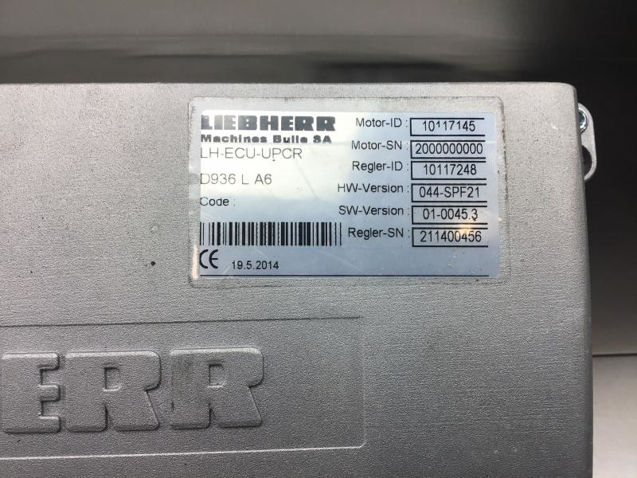 LIEBHERR
Machines Bulle SA
LH-ECU-UPCR
D936 L A6
Code :
CE 19.5.2014
Motor-ID : 10117145
Motor-SN : 2000000000
Regler-ID : 10117248
HW-Version : 044-SPF21
SW-Version : 01-0045.3
Regler-SN : 211400456
ERR